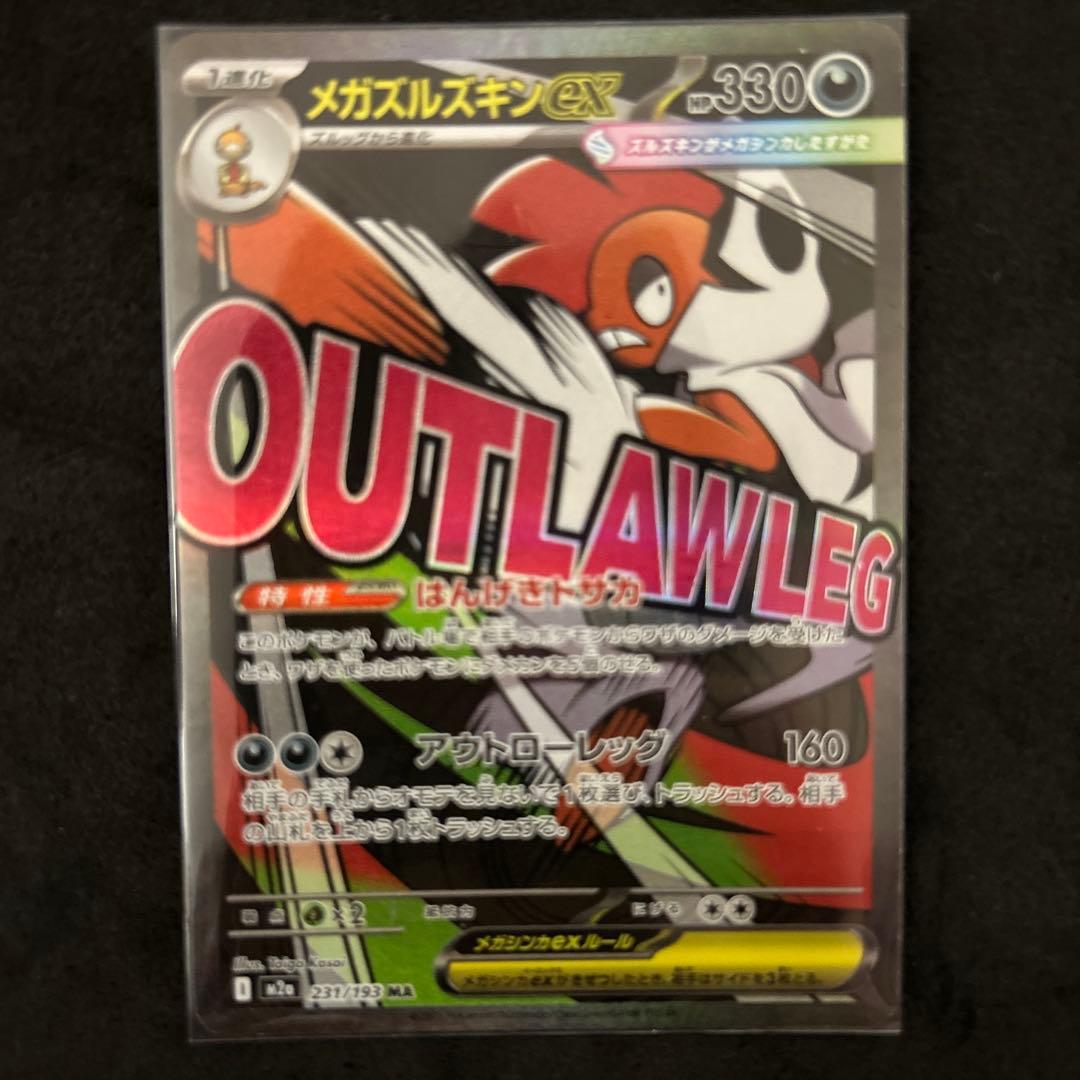 1進化
メガズルズキンex
HP330
ズルッグから進化
ズルズキンがメガシンカしたすがた
OUTLAWLEG
特性 はんげきトサカ
このポケモンが、バトル場で相手のポケモンからワザのダメージを受けた
とき、ワザを使ったポケモンにダメカンを5個のせる。
アウトローレッグ 160
相手の手札からオモテを見ないで1枚選び、トラッシュする。相手
の山札を上から1枚トラッシュする。
弱点 ×2 抵抗力 にげる
メガシンカexルール
メガシンカexがきぜつしたとき、相手はサイドを3枚とる。
Illus. Taiga Kasai
I M2a 231/193 MA